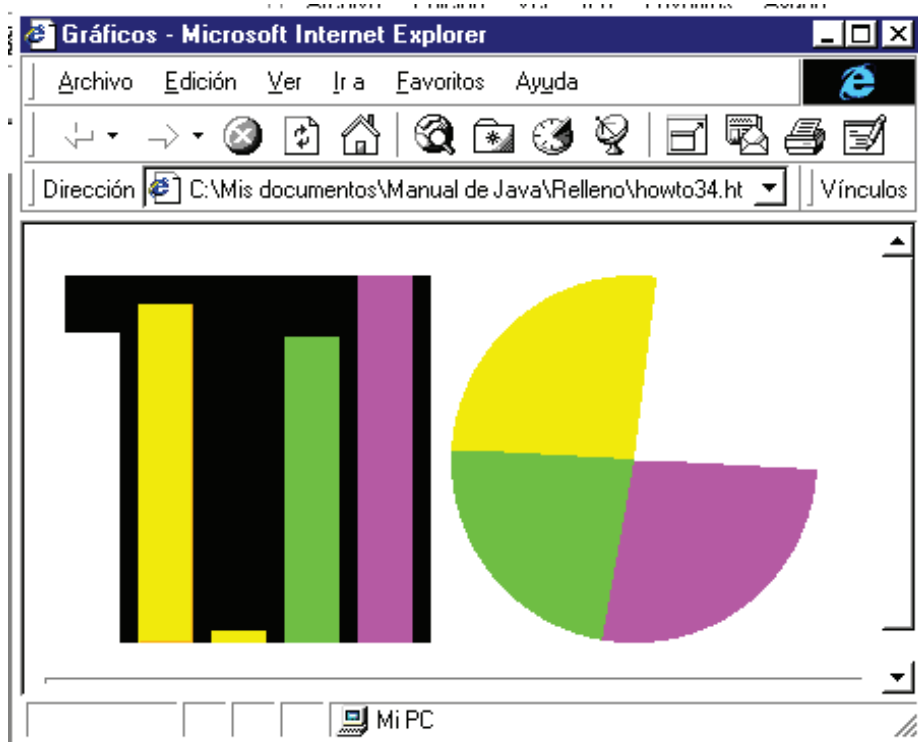 Gráficos - Microsoft Internet Explorer
Archivo Edición Ver Ir a Favoritos Ayuda
Dirección C:\Mis documentos\Manual de Java\Relleno\howto34.ht Vínculos
Mi PC